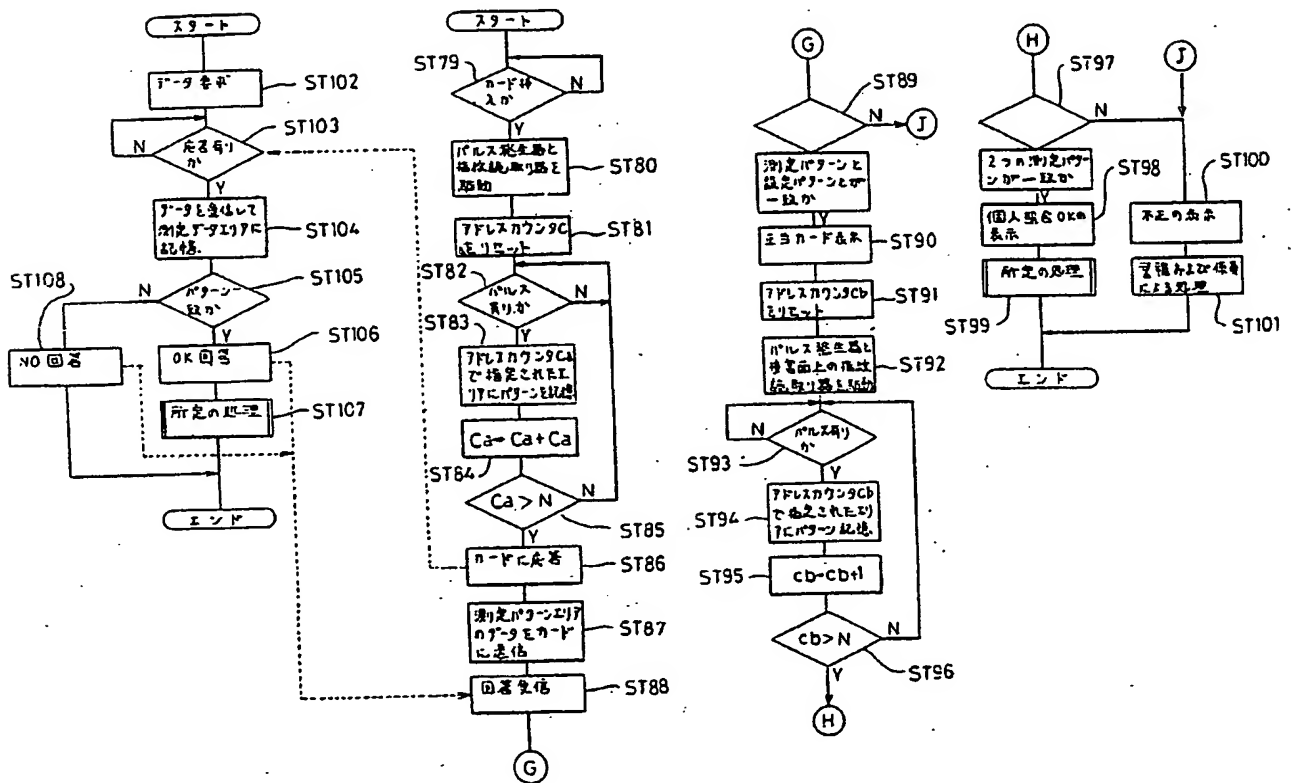 スタート
データ要求
ST102
N
応答有り
か
ST103
Y
データを受信して
測定データエリアに
記憶.
ST104
ST108
N
パターン一
致か
ST105
Y
NO回答
OK回答
ST106
所定の処理
ST107
エンド
スタート
ST79
カード挿
入か
N
Y
パルス発生器と
指紋読取り器を
駆動
ST80
アドレスカウンタC
をリセット
ST81
ST82
パルス
有りか
N
ST83
Y
アドレスカウンタCa
で指定されたエ
リアにパターンを記憶
Ca←Ca+Ca
ST84
Ca>N
N
ST85
Y
カードに応答
ST86
測定パターンエリア
のデータをカード
に送信
ST87
回答受信
ST88
G
G
ST89
N
J
測定パターンと
設定パターンとが
一致か
Y
カード表示
ST90
アドレスカウンタCb
をリセット
ST91
パルス発生器と
上の指紋
読取り器を駆動
ST92
N
パルス有り
か
ST93
Y
アドレスカウンタCb
で指定されたエリ
アにパターン記憶
ST94
ST95
cb←cb+1
cb>N
N
ST96
Y
H
H
ST97
N
J
2つの測定パター
ンが一致か
Y
ST98
ST100
個人照合OKの
表示
不正の表示
所定の処理
警報および係員
による処理
ST99
ST101
エンド